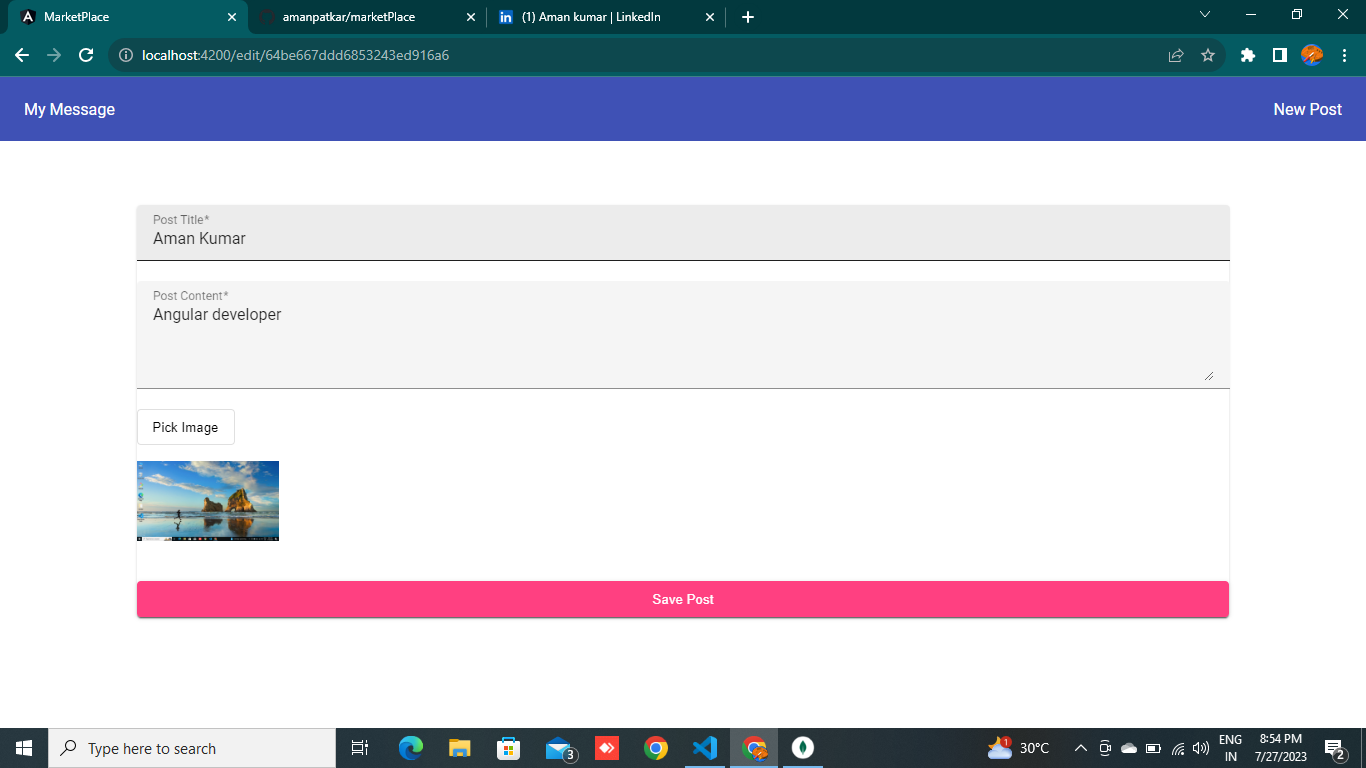 MarketPlace
amanpatkar/marketPlace
(1) Aman kumar | LinkedIn
localhost:4200/edit/64be667ddd6853243ed916a6
My Message
New Post
Post Title*
Aman Kumar
Post Content*
Angular developer
Pick Image
Save Post
Type here to search
3
1
30°C
ENG
IN
8:54 PM
7/27/2023
2